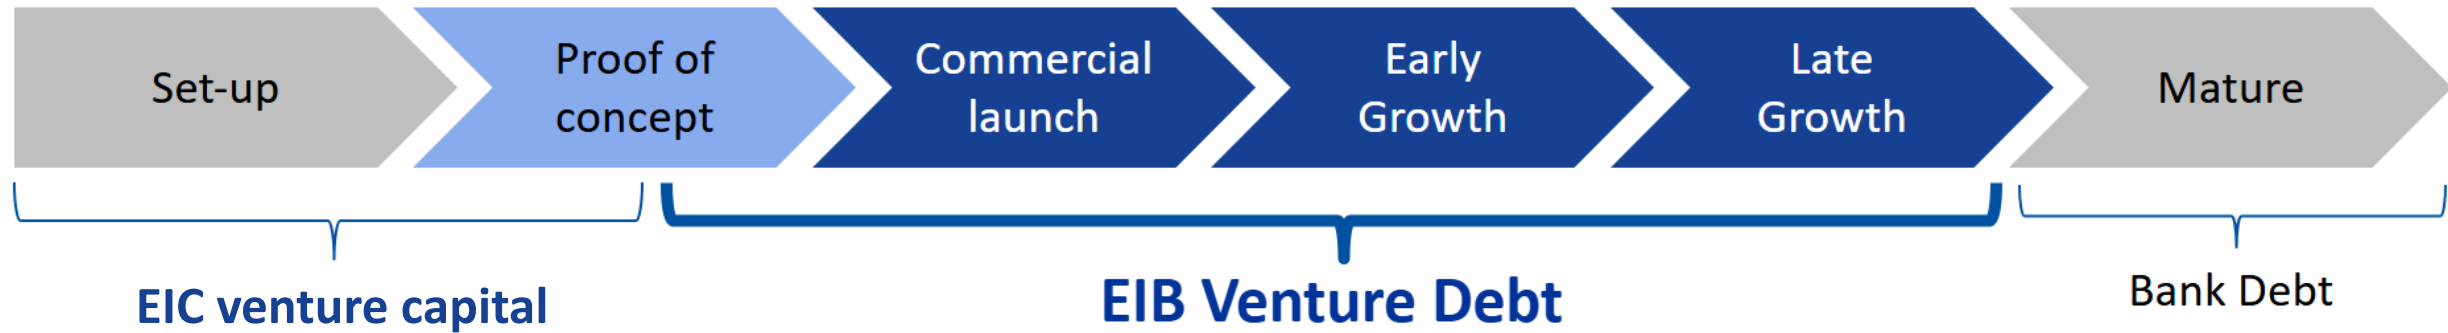 Set-up
Proof of
concept
Commercial
launch
Early
Growth
Late
Growth
Mature
EIC venture capital
EIB Venture Debt
Bank Debt